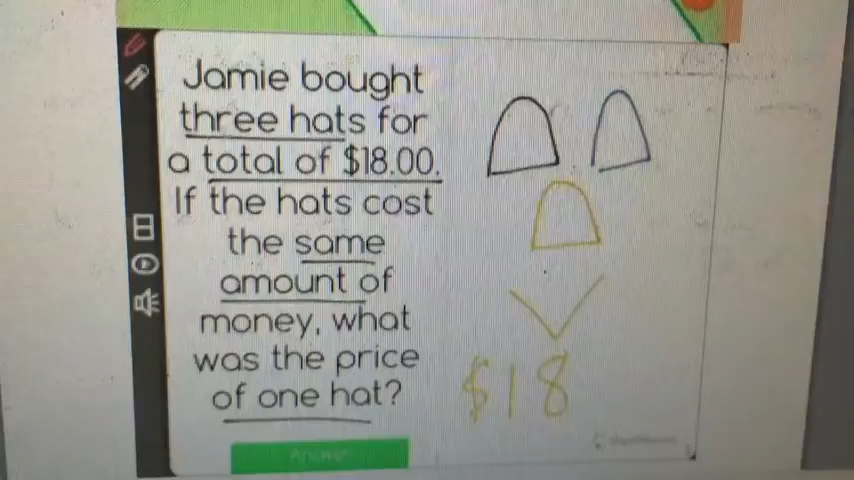 Jamie bought
three hats for
a total of $18.00.
If the hats cost
the same
amount of
money, what
was the price
of one hat?
$18
Answer